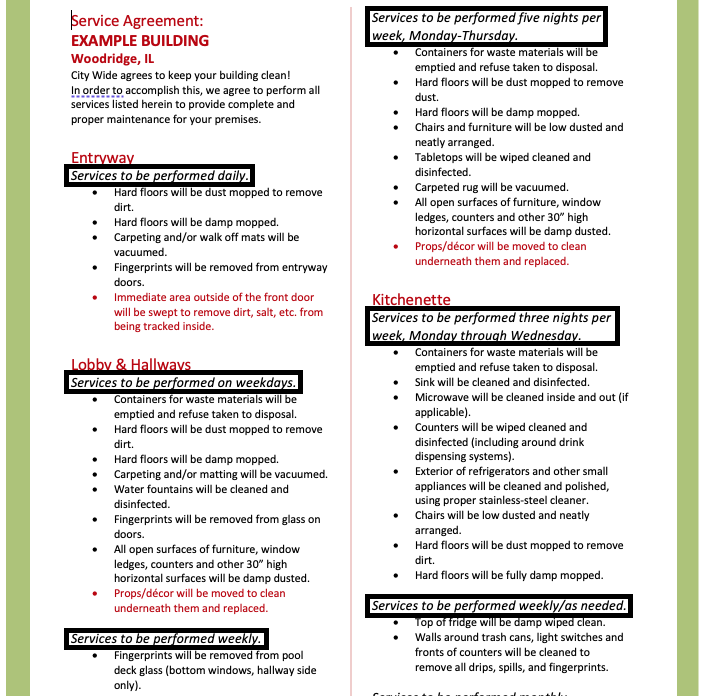 Service Agreement:
EXAMPLE BUILDING
Woodridge, IL
City Wide agrees to keep your building clean!
In order to accomplish this, we agree to perform all
services listed herein to provide complete and
proper maintenance for your premises.
Entryway
Services to be performed daily.
• Hard floors will be dust mopped to remove
dirt.
• Hard floors will be damp mopped.
• Carpeting and/or walk off mats will be
vacuumed.
• Fingerprints will be removed from entryway
doors.
• Immediate area outside of the front door
will be swept to remove dirt, salt, etc. from
being tracked inside.
Lobby & Hallways
Services to be performed on weekdays.
• Containers for waste materials will be
emptied and refuse taken to disposal.
• Hard floors will be dust mopped to remove
dirt.
• Hard floors will be damp mopped.
• Carpeting and/or matting will be vacuumed.
• Water fountains will be cleaned and
disinfected.
• Fingerprints will be removed from glass on
doors.
• All open surfaces of furniture, window
ledges, counters and other 30” high
horizontal surfaces will be damp dusted.
• Props/décor will be moved to clean
underneath them and replaced.
Services to be performed weekly.
• Fingerprints will be removed from pool
deck glass (bottom windows, hallway side
only).
Services to be performed five nights per
week, Monday-Thursday.
• Containers for waste materials will be
emptied and refuse taken to disposal.
• Hard floors will be dust mopped to remove
dust.
• Hard floors will be damp mopped.
• Chairs and furniture will be low dusted and
neatly arranged.
• Tabletops will be wiped cleaned and
disinfected.
• Carpeted rug will be vacuumed.
• All open surfaces of furniture, window
ledges, counters and other 30” high
horizontal surfaces will be damp dusted.
• Props/décor will be moved to clean
underneath them and replaced.
Kitchenette
Services to be performed three nights per
week, Monday through Wednesday.
• Containers for waste materials will be
emptied and refuse taken to disposal.
• Sink will be cleaned and disinfected.
• Microwave will be cleaned inside and out (if
applicable).
• Counters will be wiped cleaned and
disinfected (including around drink
dispensing systems).
• Exterior of refrigerators and other small
appliances will be cleaned and polished,
using proper stainless-steel cleaner.
• Chairs will be low dusted and neatly
arranged.
• Hard floors will be dust mopped to remove
dirt.
• Hard floors will be fully damp mopped.
Services to be performed weekly/as needed.
• Top of fridge will be damp wiped clean.
• Walls around trash cans, light switches and
fronts of counters will be cleaned to
remove all drips, spills, and fingerprints.
Services to be performed monthly